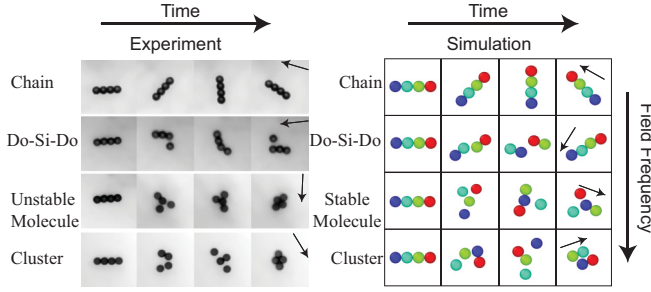 Time
Time
Experiment
Simulation
Chain
Chain
Do-Si-Do
Do-Si-Do
Unstable
Molecule
Stable
Molecule
Cluster
Cluster
Field Frequency